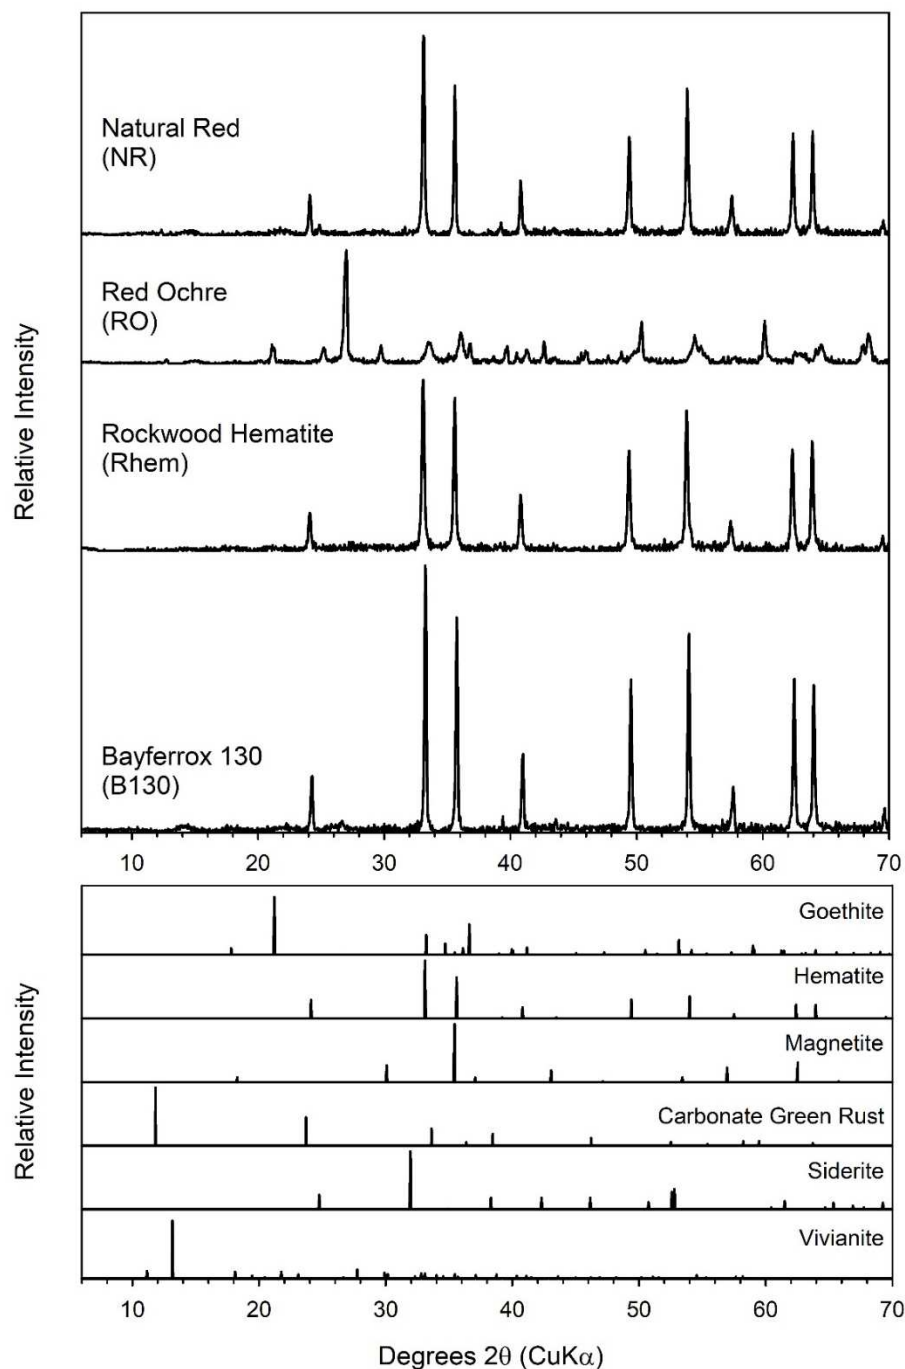 Relative Intensity
Natural Red
(NR)
Red Ochre
(RO)
Rockwood Hematite
(Rhem)
Bayferrox 130
(B130)
10 20 30 40 50 60 70
Relative Intensity
Goethite
Hematite
Magnetite
Carbonate Green Rust
Siderite
Vivianite
10 20 30 40 50 60 70
Degrees 2θ (CuKα)